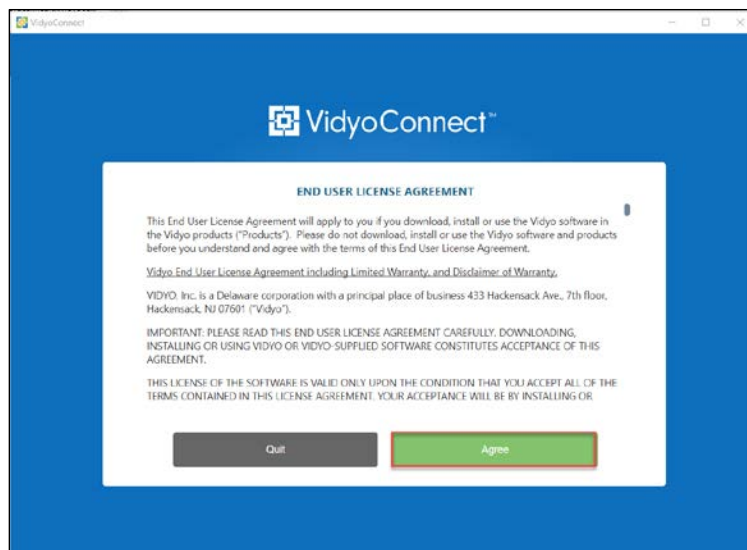 VidyoConnect
VidyoConnect™
END USER LICENSE AGREEMENT
This End User License Agreement will apply to you if you download, install or use the Vidyo software in
the Vidyo products ("Products"). Please do not download, install or use the Vidyo software and products
before you understand and agree with the terms of this End User License Agreement.
Vidyo End User License Agreement including Limited Warranty, and Disclaimer of Warranty.
VIDYO, Inc. is a Delaware corporation with a principal place of business 433 Hackensack Ave., 7th floor,
Hackensack, NJ 07601 ("Vidyo").
IMPORTANT: PLEASE READ THIS END USER LICENSE AGREEMENT CAREFULLY. DOWNLOADING,
INSTALLING OR USING VIDYO OR VIDYO-SUPPLIED SOFTWARE CONSTITUTES ACCEPTANCE OF THIS
AGREEMENT.
THIS LICENSE OF THE SOFTWARE IS VALID ONLY UPON THE CONDITION THAT YOU ACCEPT ALL OF THE
TERMS CONTAINED IN THIS LICENSE AGREEMENT. YOUR ACCEPTANCE WILL BE BY INSTALLING OR
Quit
Agree